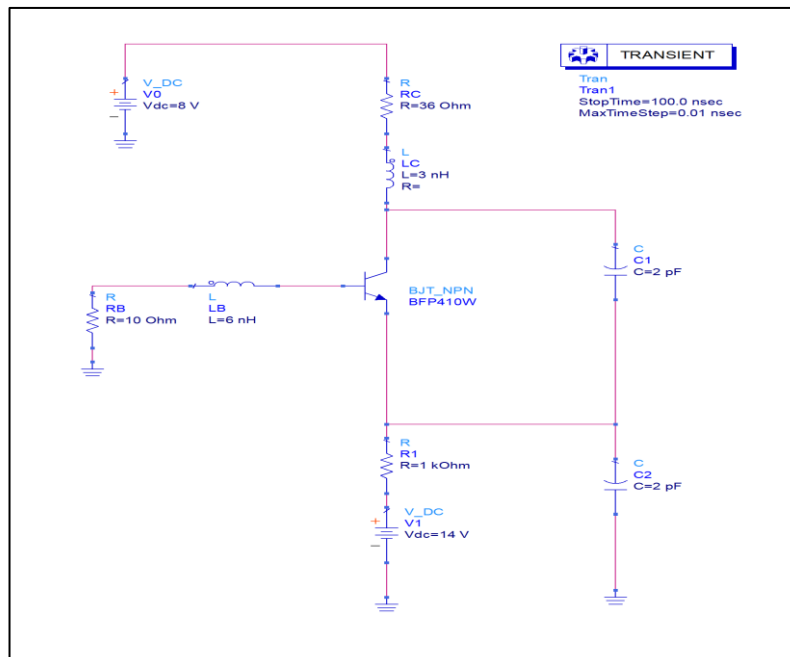 TRANSIENT
Tran
Tran1
StopTime=100.0 nsec
MaxTimeStep=0.01 nsec
V_DC
V0
Vdc=8 V
+
−
R
RC
R=36 Ohm
L
LC
L=3 nH
R=
C
C1
C=2 pF
BJT_NPN
BFP410W
R
RB
R=10 Ohm
L
LB
L=6 nH
R
R1
R=1 kOhm
C
C2
C=2 pF
V_DC
V1
Vdc=14 V
+
−